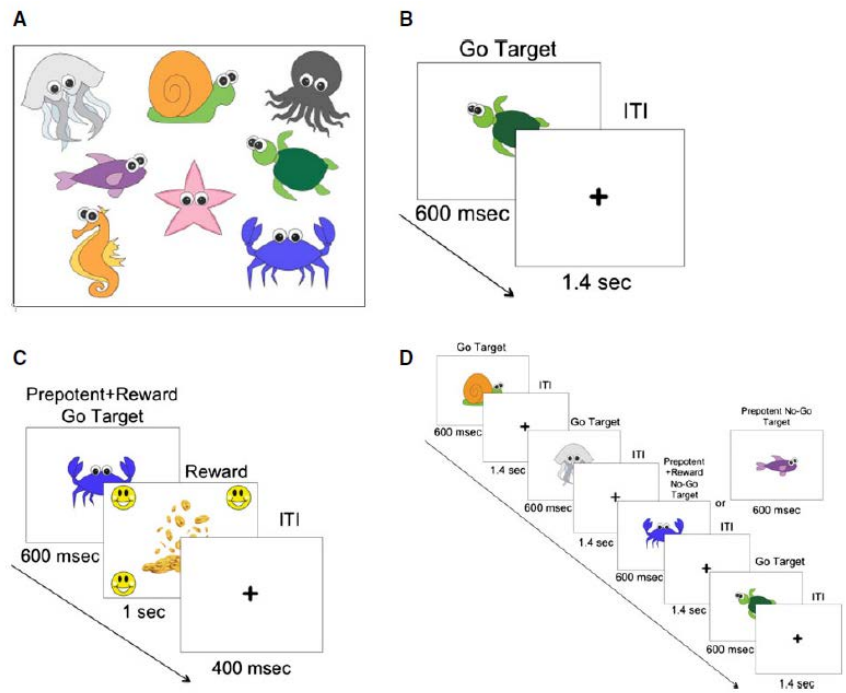 A
B
Go Target
ITI
600 msec
1.4 sec
C
Prepotent+Reward
Go Target
Reward
ITI
600 msec
1 sec
400 msec
D
Go Target
ITI
600 msec
1.4 sec
Go Target
ITI
600 msec
1.4 sec
Prepotent
+Reward
No-Go
Target
or
Prepotent No-Go
Target
600 msec
ITI
600 msec
1.4 sec
Go Target
ITI
600 msec
1.4 sec